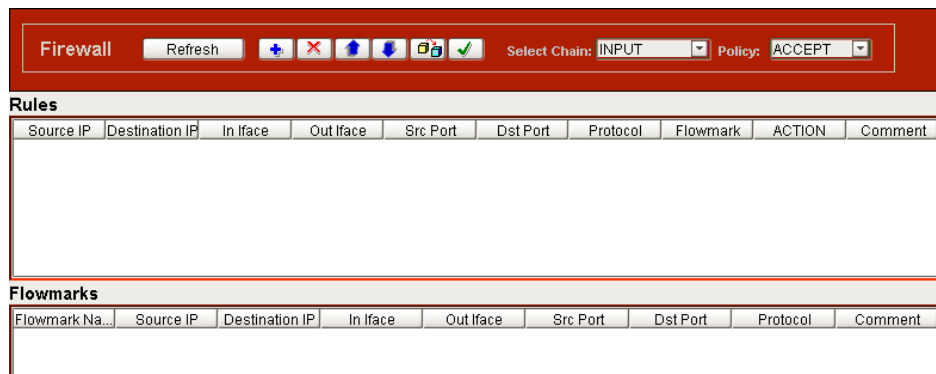 Firewall Refresh Select Chain: INPUT Policy: ACCEPT
Rules
Source IP Destination IP In Iface Out Iface Src Port Dst Port Protocol Flowmark ACTION Comment
Flowmarks
Flowmark Na... Source IP Destination IP In Iface Out Iface Src Port Dst Port Protocol Comment